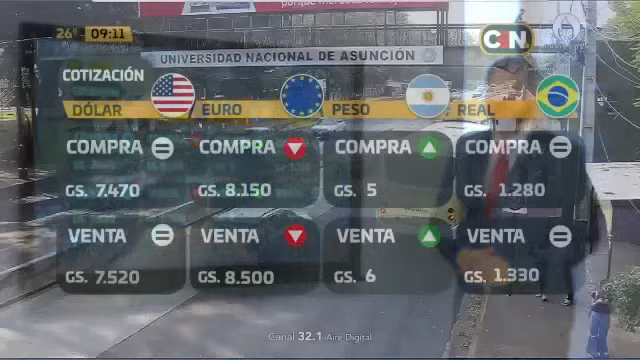 26° 09:11
C9N
UNIVERSIDAD NACIONAL DE ASUNCIÓN
COTIZACIÓN
DÓLAR EURO PESO REAL
COMPRA COMPRA COMPRA COMPRA
GS. 7.470 GS. 8.150 GS. 5 GS. 1.280
VENTA VENTA VENTA VENTA
GS. 7.520 GS. 8.500 GS. 6 GS. 1.330
Canal 32.1 Aire Digital